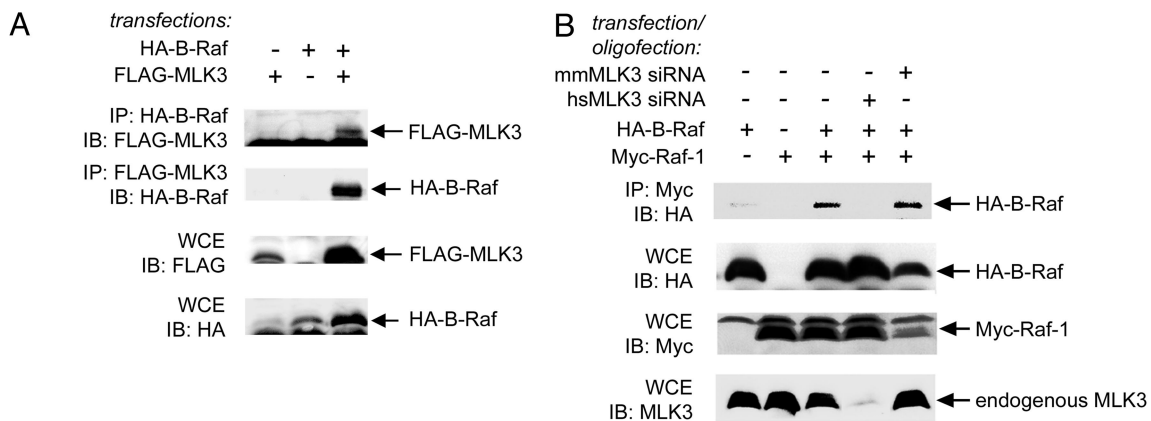 A
transfections:
HA-B-Raf - + +
FLAG-MLK3 + - +
IP: HA-B-Raf
IB: FLAG-MLK3
FLAG-MLK3
IP: FLAG-MLK3
IB: HA-B-Raf
HA-B-Raf
WCE
IB: FLAG
FLAG-MLK3
WCE
IB: HA
HA-B-Raf
B
transfection/
oligofection:
mmMLK3 siRNA - - - - +
hsMLK3 siRNA - - - + -
HA-B-Raf + - + + +
Myc-Raf-1 - + + + +
IP: Myc
IB: HA
HA-B-Raf
WCE
IB: HA
HA-B-Raf
WCE
IB: Myc
Myc-Raf-1
WCE
IB: MLK3
endogenous MLK3